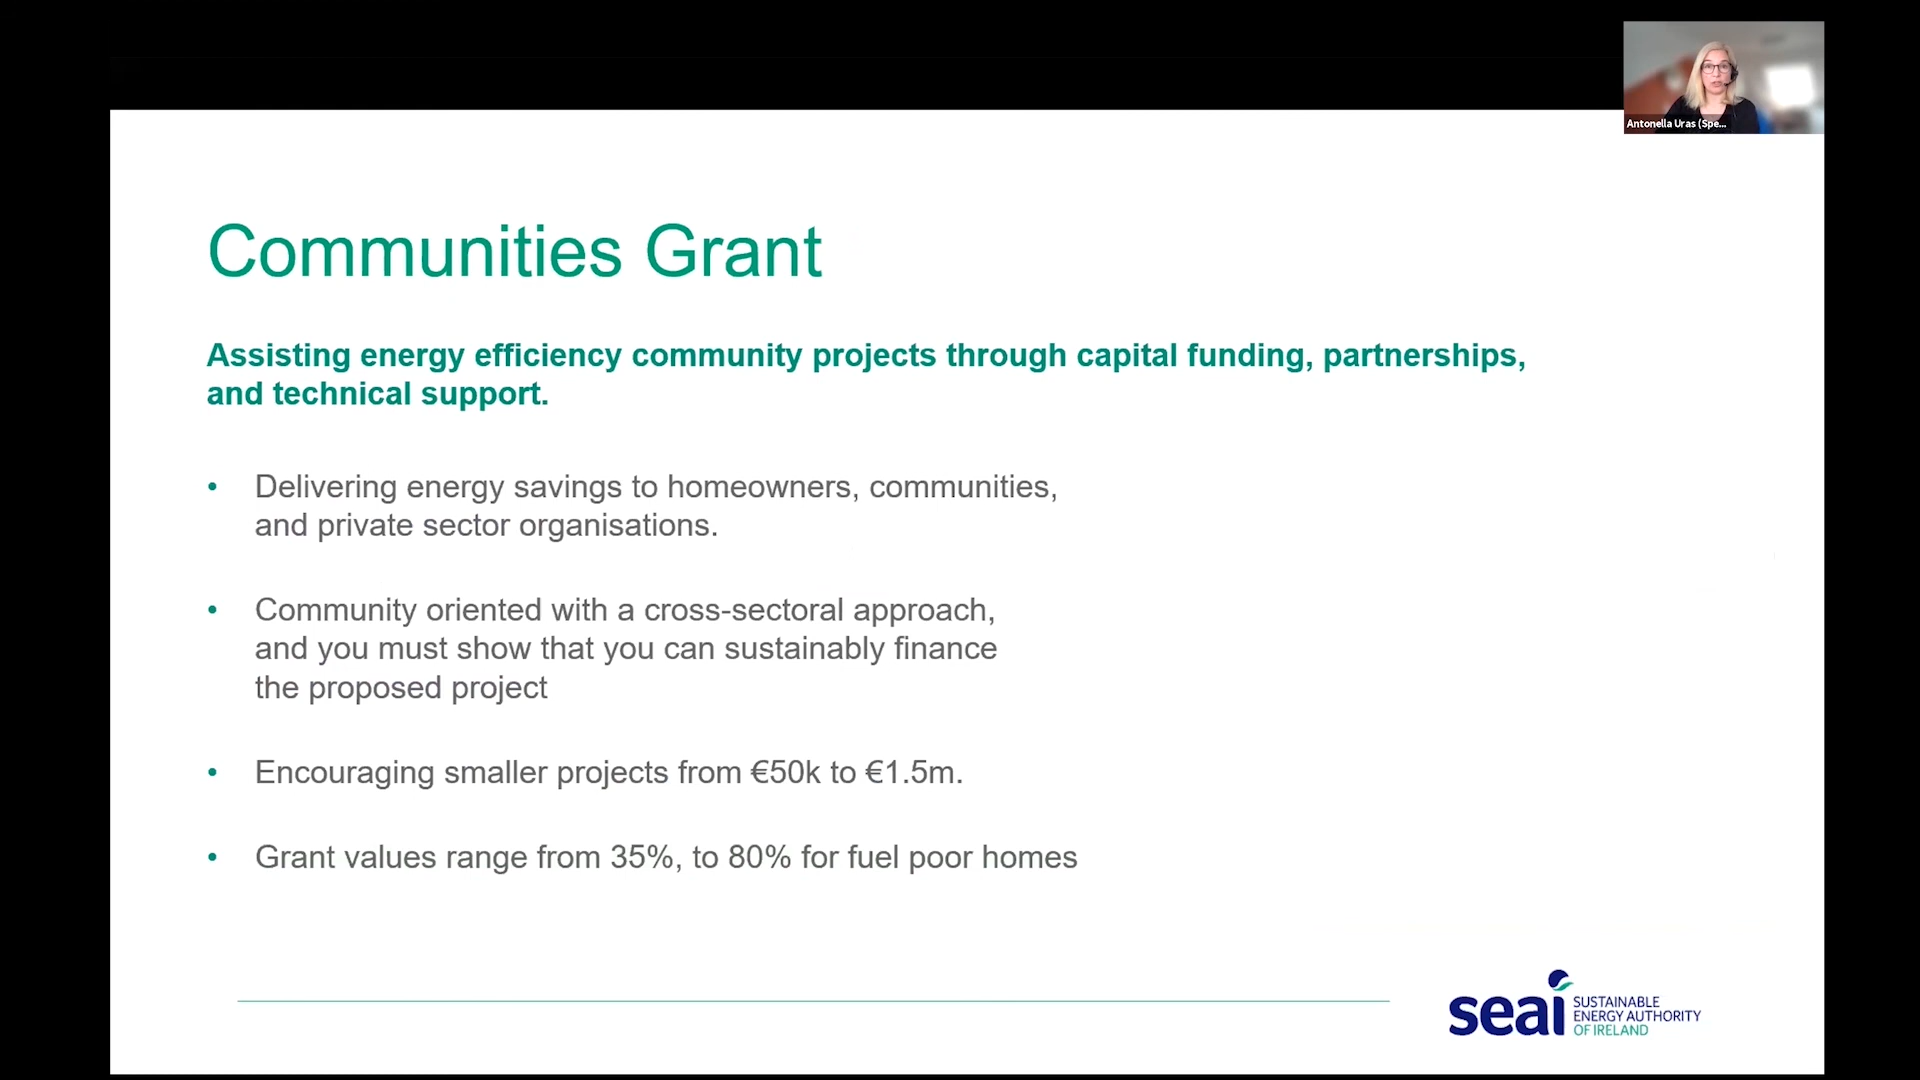 Antonella Uras (Spe...
Communities Grant
Assisting energy efficiency community projects through capital funding, partnerships,
and technical support.
• Delivering energy savings to homeowners, communities,
and private sector organisations.
• Community oriented with a cross-sectoral approach,
and you must show that you can sustainably finance
the proposed project
• Encouraging smaller projects from €50k to €1.5m.
• Grant values range from 35%, to 80% for fuel poor homes
seai
SUSTAINABLE
ENERGY AUTHORITY
OF IRELAND